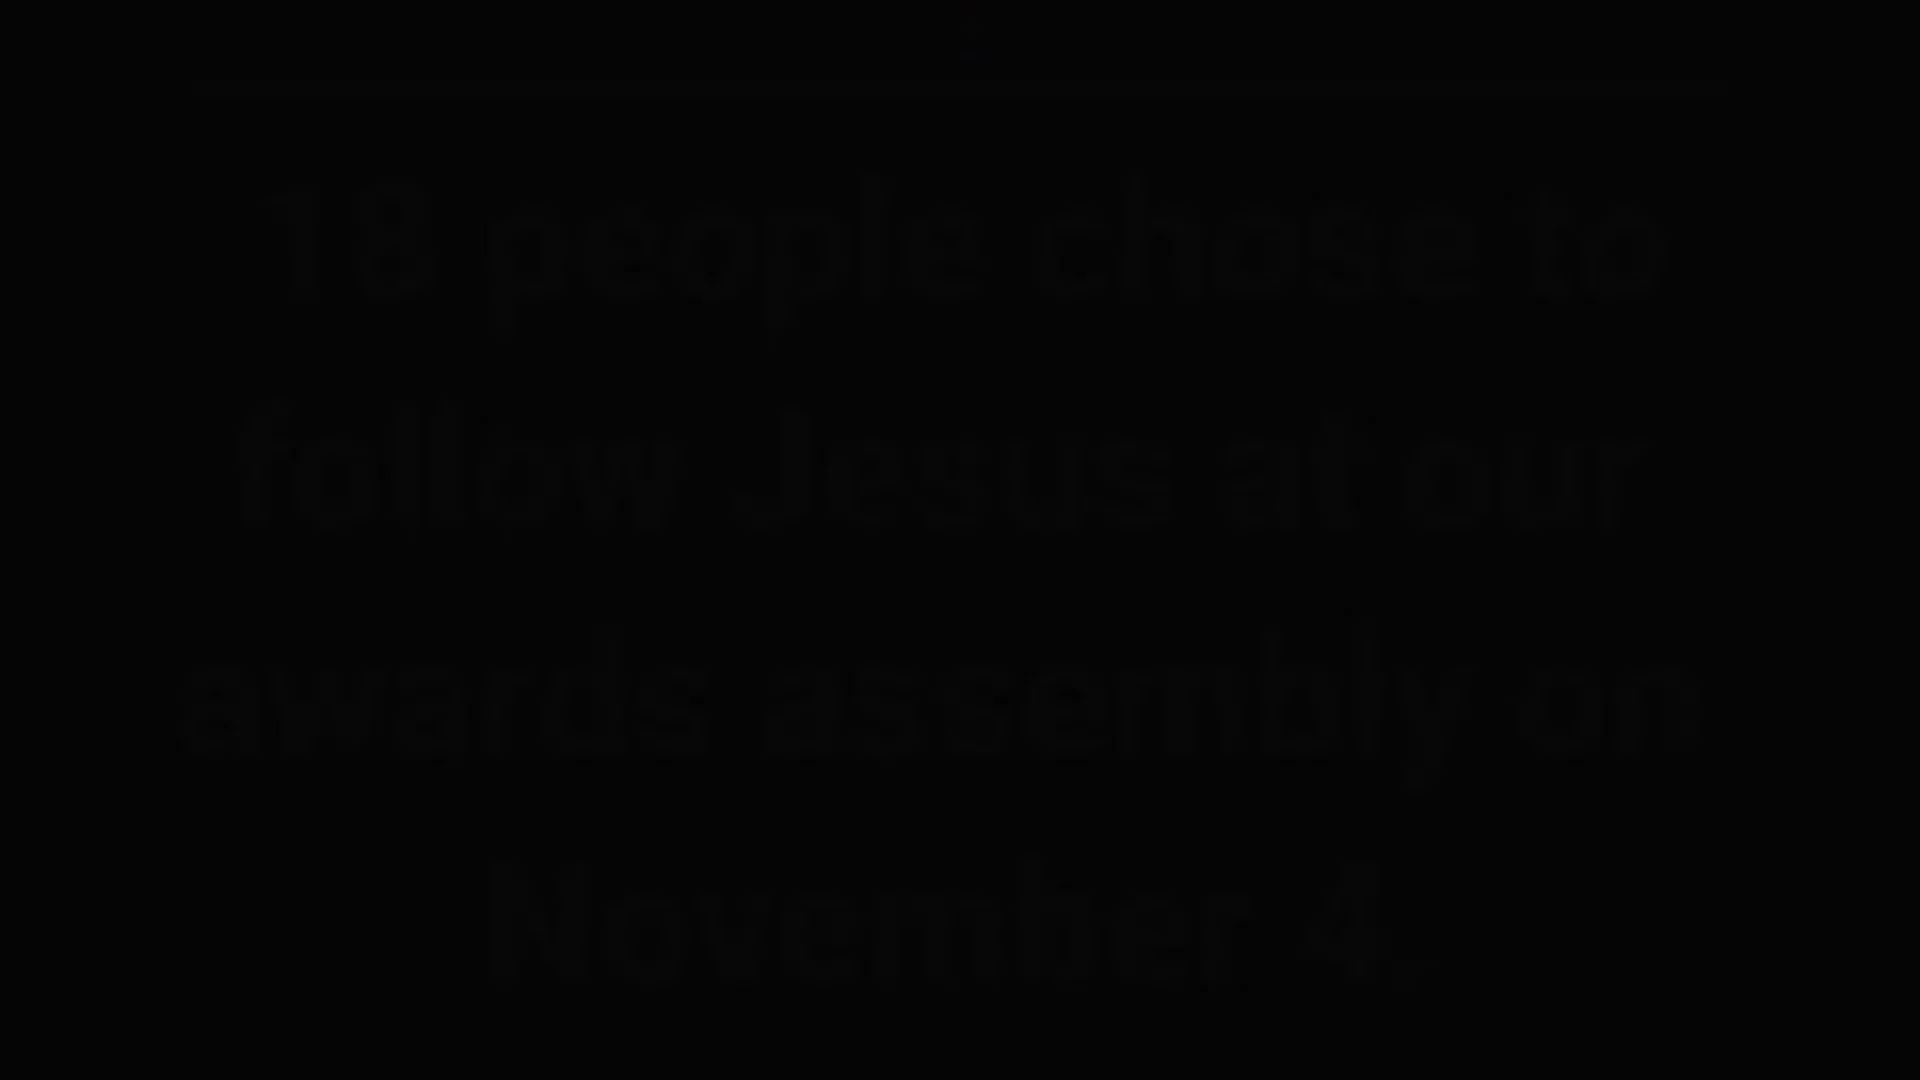 18 people chose to
follow Jesus at our
awards assembly on
November 4.